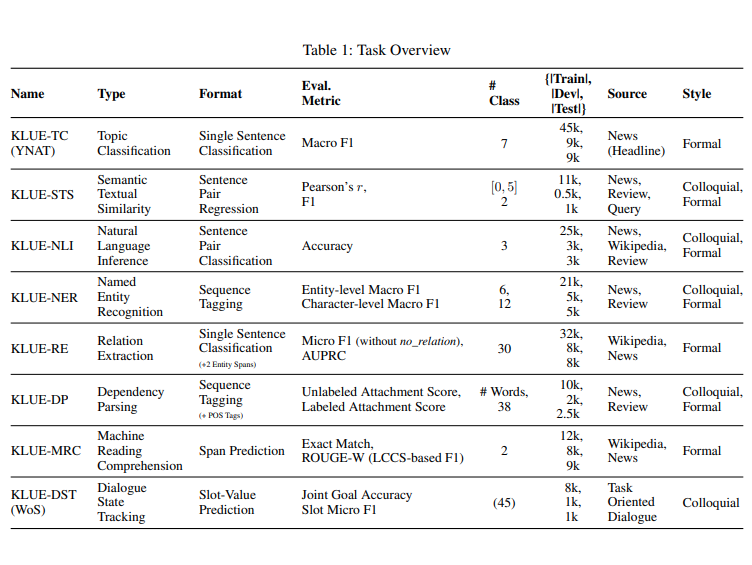 Table 1: Task Overview
Name Type Format Eval. Metric # Class {|Train|, |Dev|, |Test|} Source Style
KLUE-TC (YNAT) Topic Classification Single Sentence Classification Macro F1 7 45k, 9k, 9k News (Headline) Formal
KLUE-STS Semantic Textual Similarity Sentence Pair Regression Pearson's r, F1 [0, 5] 2 11k, 0.5k, 1k News, Review, Query Colloquial, Formal
KLUE-NLI Natural Language Inference Sentence Pair Classification Accuracy 3 25k, 3k, 3k News, Wikipedia, Review Colloquial, Formal
KLUE-NER Named Entity Recognition Sequence Tagging Entity-level Macro F1 Character-level Macro F1 6, 12 21k, 5k, 5k News, Review Colloquial, Formal
KLUE-RE Relation Extraction Single Sentence Classification (+2 Entity Spans) Micro F1 (without no_relation), AUPRC 30 32k, 8k, 8k Wikipedia, News Formal
KLUE-DP Dependency Parsing Sequence Tagging (+ POS Tags) Unlabeled Attachment Score, Labeled Attachment Score # Words, 38 10k, 2k, 2.5k News, Review Colloquial, Formal
KLUE-MRC Machine Reading Comprehension Span Prediction Exact Match, ROUGE-W (LCCS-based F1) 2 12k, 8k, 9k Wikipedia, News Formal
KLUE-DST (WoS) Dialogue State Tracking Slot-Value Prediction Joint Goal Accuracy Slot Micro F1 (45) 8k, 1k, 1k Task Oriented Dialogue Colloquial